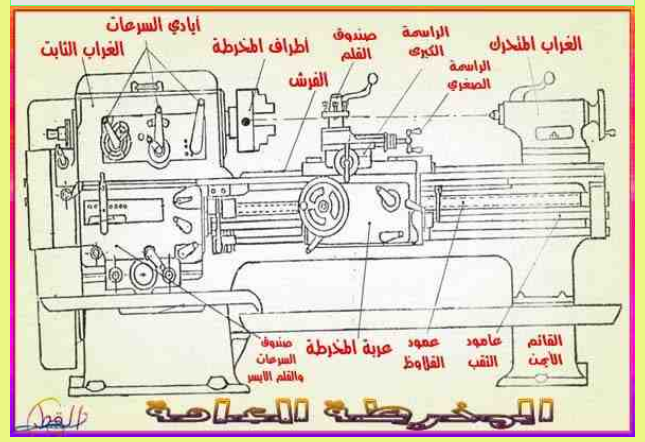 أيادي السرعات
الغراب الثابت
أطراف المخرطة
صندوق
القلم
الراسمة
الكبرى
الراسمة
الصغرى
الغراب المتحرك
الفرش
صندوق
السرعات
والقلم الأيسر
عربة المخرطة
عمود
القلاوظ
عامود
الثقب
القائم
الأيمن
المخرطة العامة